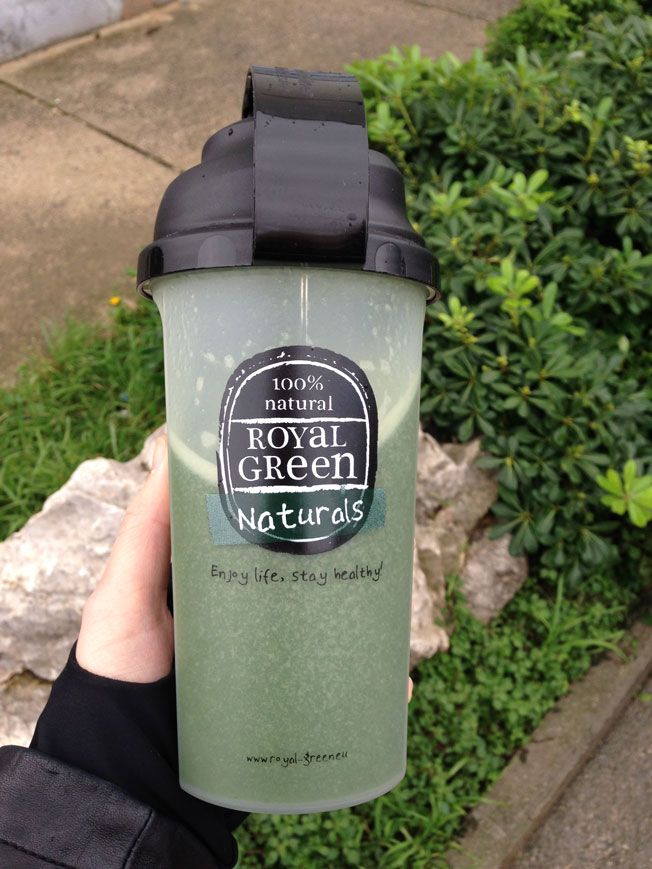 100%
natural
ROYAL
GReen
Naturals
Enjoy life, stay healthy!
www.royal-green.eu